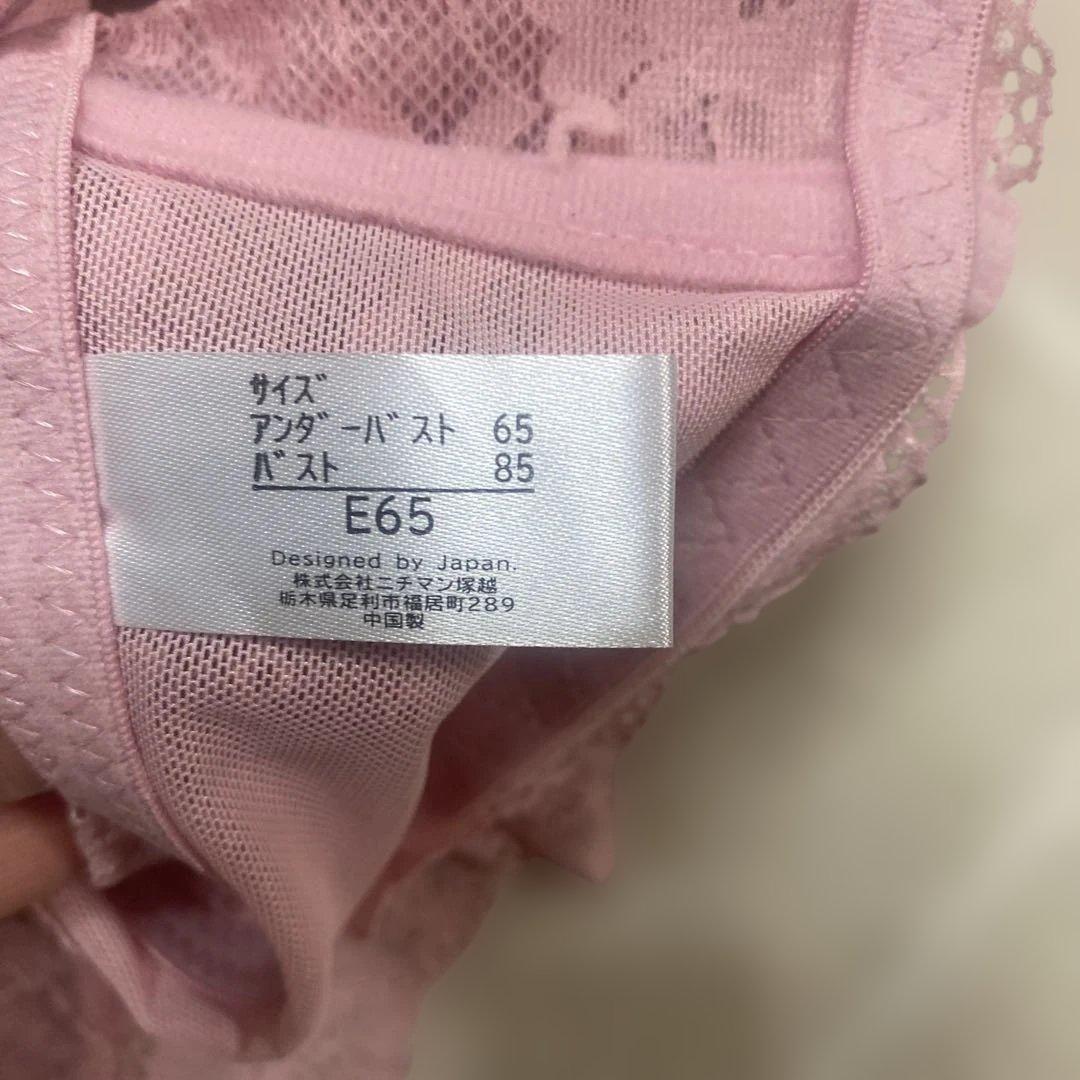 サイズ
アンダーバスト 65
バスト 85
E65
Designed by Japan.
株式会社ニチマン塚越
栃木県足利市福居町289
中国製